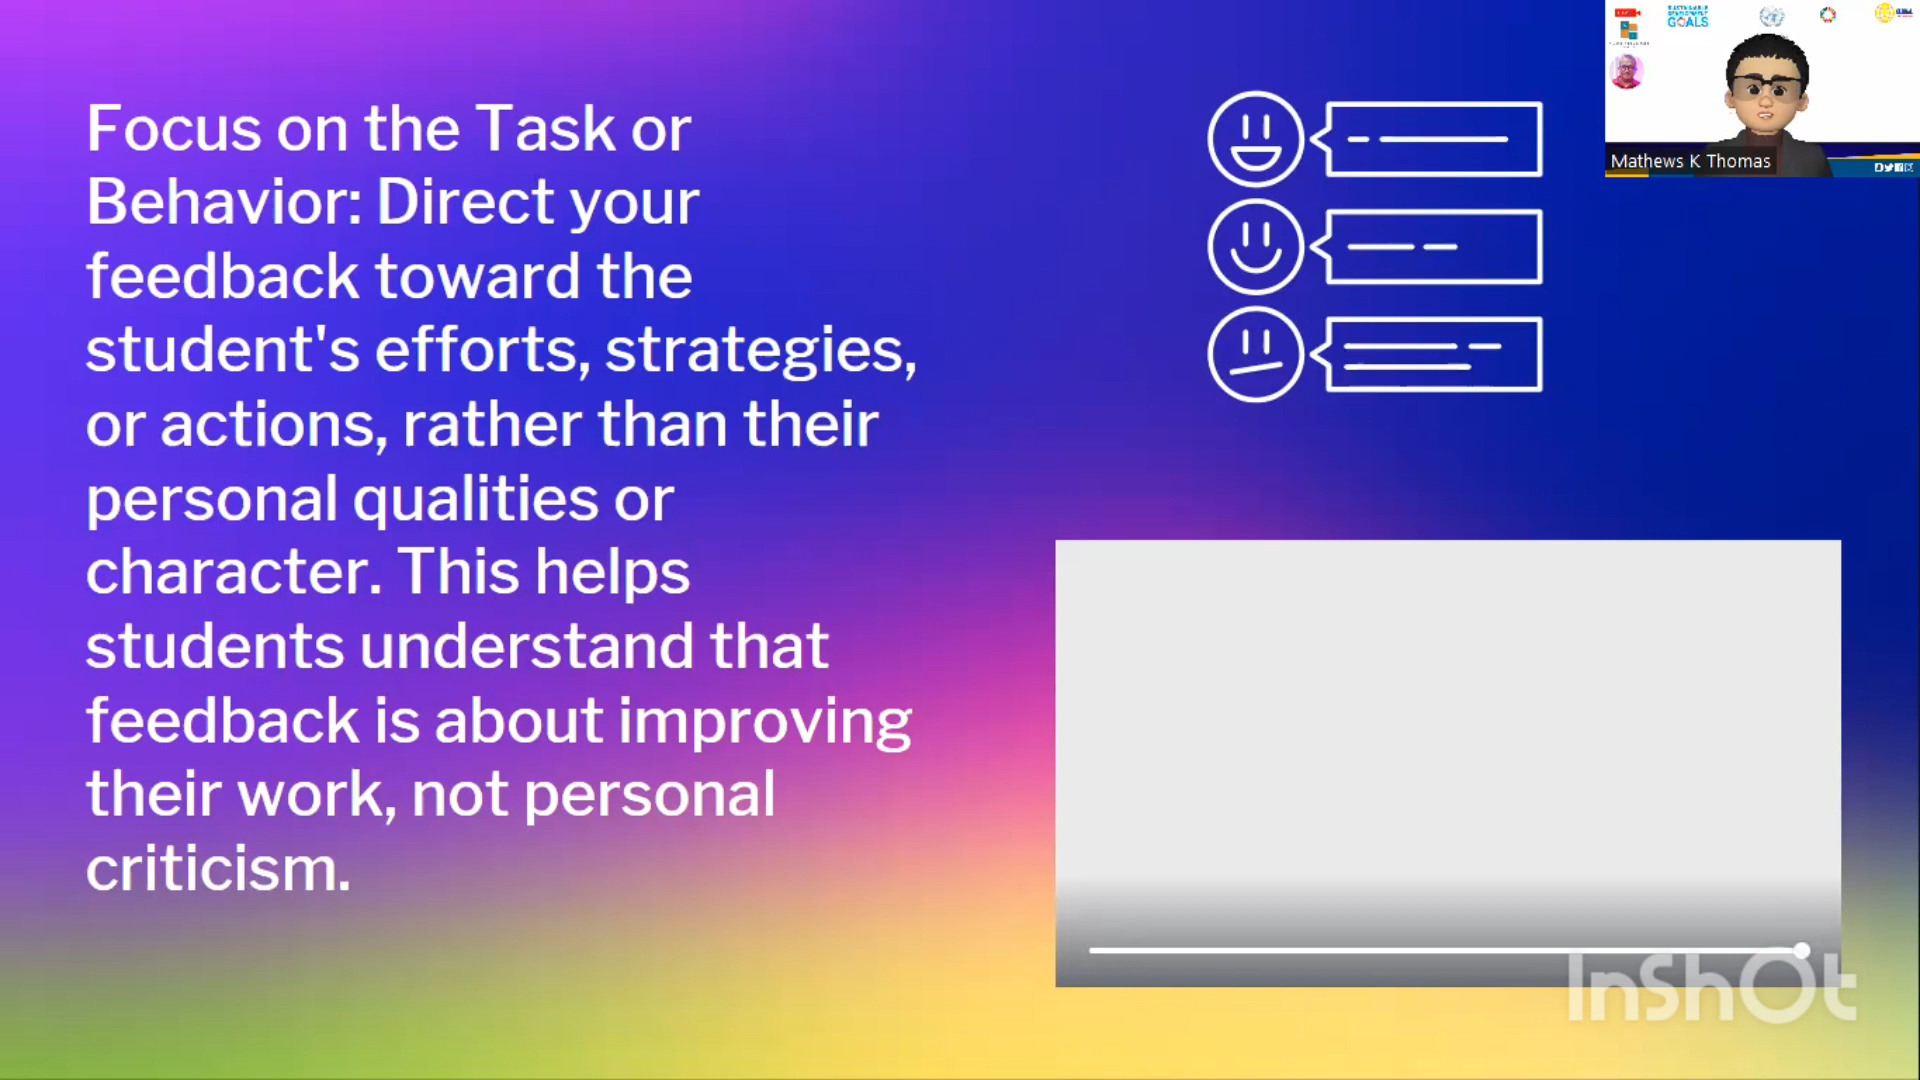 Focus on the Task or
Behavior: Direct your
feedback toward the
student's efforts, strategies,
or actions, rather than their
personal qualities or
character. This helps
students understand that
feedback is about improving
their work, not personal
criticism.
GOALS
Mathews K Thomas
InShOt